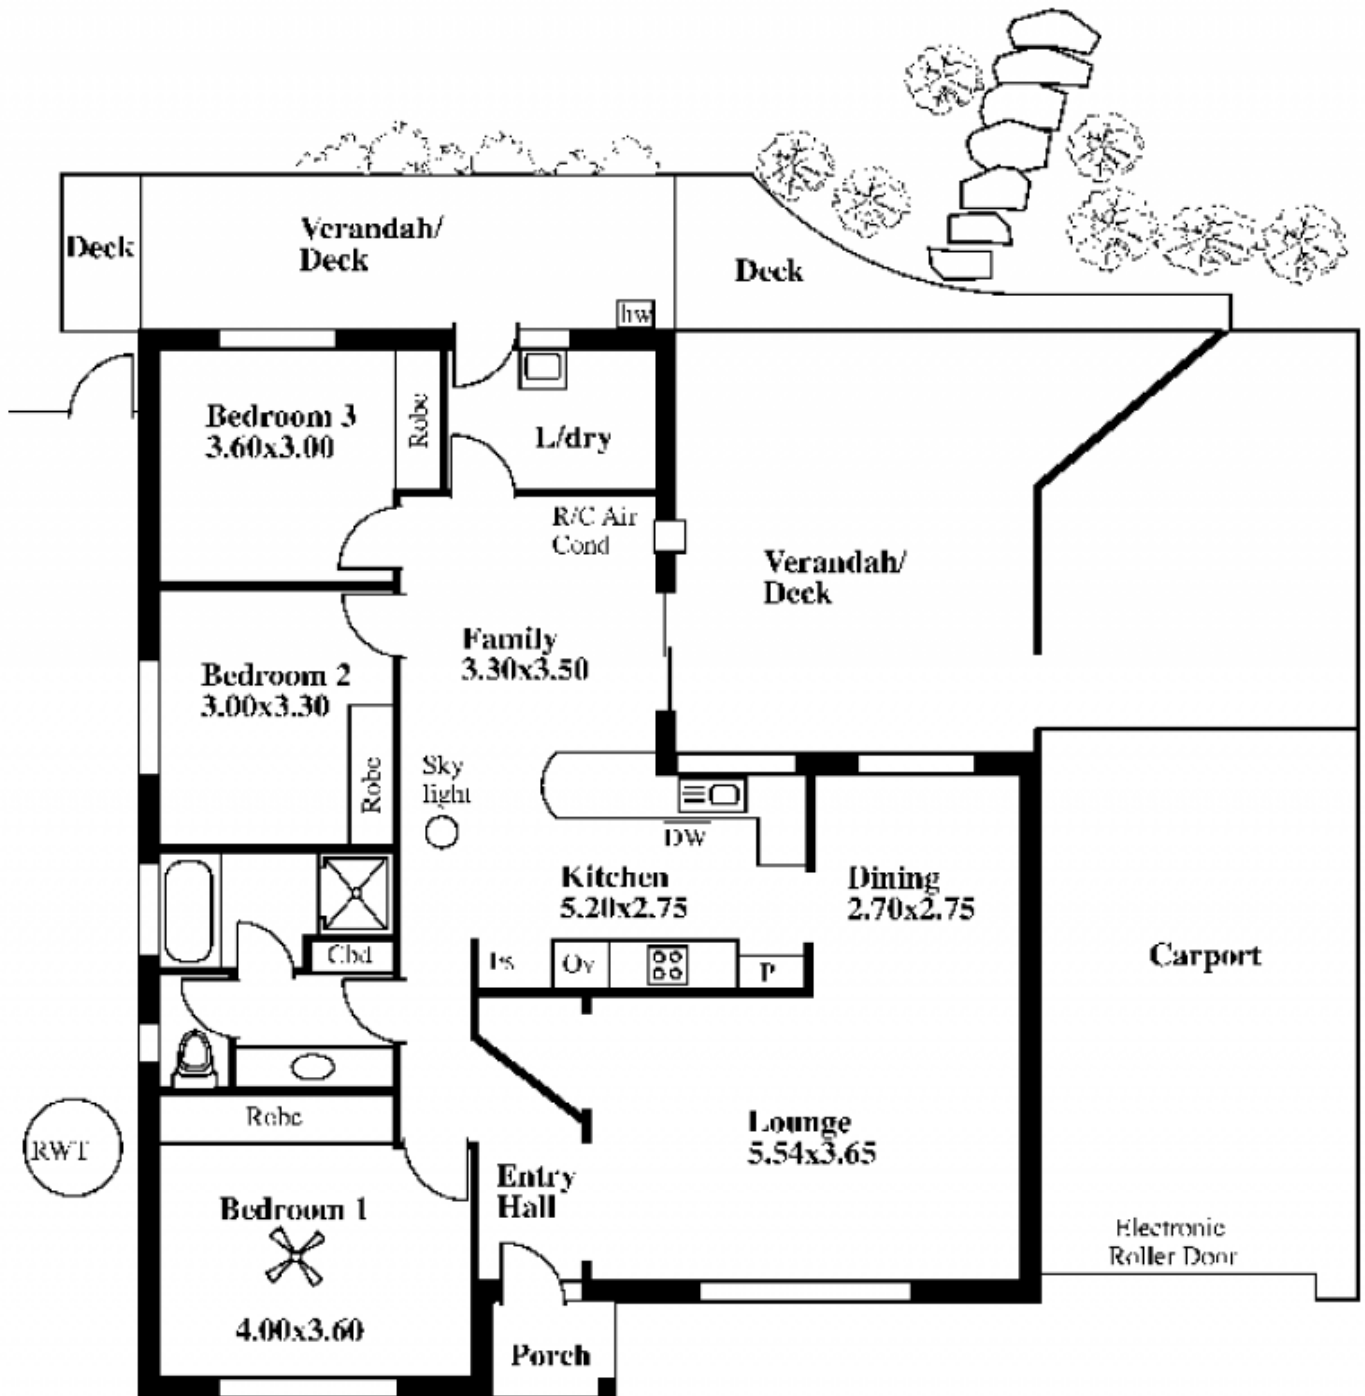 Deck
Verandah/
Deck
Deck
hw
Bedroom 3
3.60x3.00
Robe
L/dry
R/C Air
Cond
Verandah/
Deck
Family
3.30x3.50
Bedroom 2
3.00x3.30
Robe
Sky
light
DW
Kitchen
5.20x2.75
Dining
2.70x2.75
Carport
Cbd
Ov
P
Robe
RWT
Lounge
5.54x3.65
Entry
Hall
Bedroom 1
4.00x3.60
Electronic
Roller Door
Porch